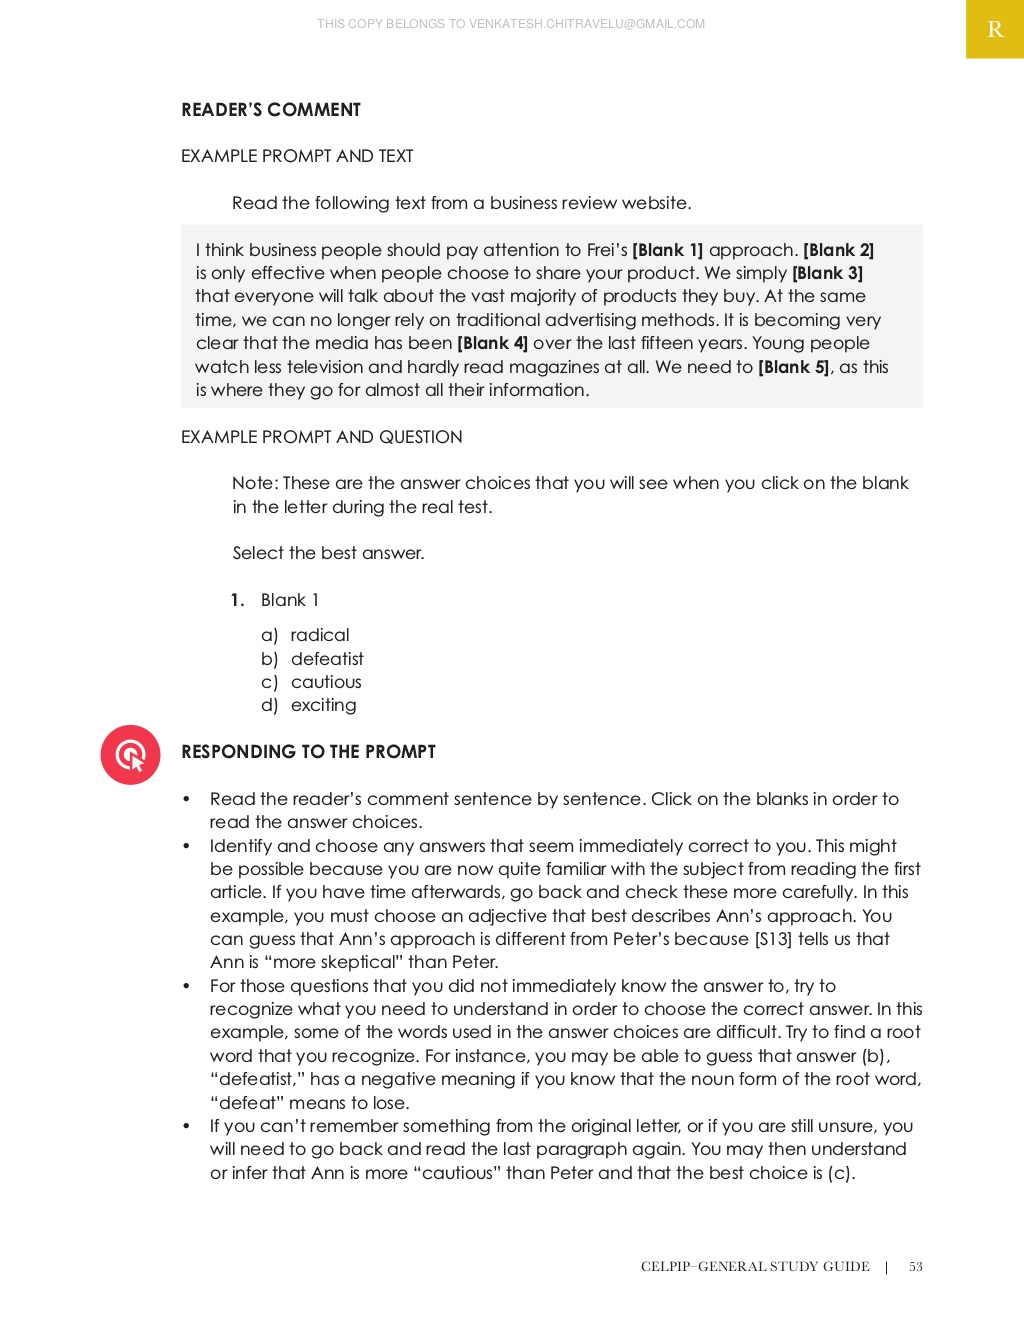 THIS COPY BELONGS TO VENKATESH.CHITRAVELU@GMAIL.COM
R
READER'S COMMENT
EXAMPLE PROMPT AND TEXT
Read the following text from a business review website.
I think business people should pay attention to Frei's [Blank 1] approach. [Blank 2]
is only effective when people choose to share your product. We simply [Blank 3]
that everyone will talk about the vast majority of products they buy. At the same
time, we can no longer rely on traditional advertising methods. It is becoming very
clear that the media has been [Blank 4] over the last fifteen years. Young people
watch less television and hardly read magazines at all. We need to [Blank 5], as this
is where they go for almost all their information.
EXAMPLE PROMPT AND QUESTION
Note: These are the answer choices that you will see when you click on the blank
in the letter during the real test.
Select the best answer.
1. Blank 1
a) radical
b) defeatist
c) cautious
d) exciting
RESPONDING TO THE PROMPT
• Read the reader's comment sentence by sentence. Click on the blanks in order to
read the answer choices.
• Identify and choose any answers that seem immediately correct to you. This might
be possible because you are now quite familiar with the subject from reading the first
article. If you have time afterwards, go back and check these more carefully. In this
example, you must choose an adjective that best describes Ann's approach. You
can guess that Ann's approach is different from Peter's because [S13] tells us that
Ann is "more skeptical" than Peter.
• For those questions that you did not immediately know the answer to, try to
recognize what you need to understand in order to choose the correct answer. In this
example, some of the words used in the answer choices are difficult. Try to find a root
word that you recognize. For instance, you may be able to guess that answer (b),
"defeatist," has a negative meaning if you know that the noun form of the root word,
"defeat" means to lose.
• If you can't remember something from the original letter, or if you are still unsure, you
will need to go back and read the last paragraph again. You may then understand
or infer that Ann is more "cautious" than Peter and that the best choice is (c).
CELPIP–GENERAL STUDY GUIDE | 53